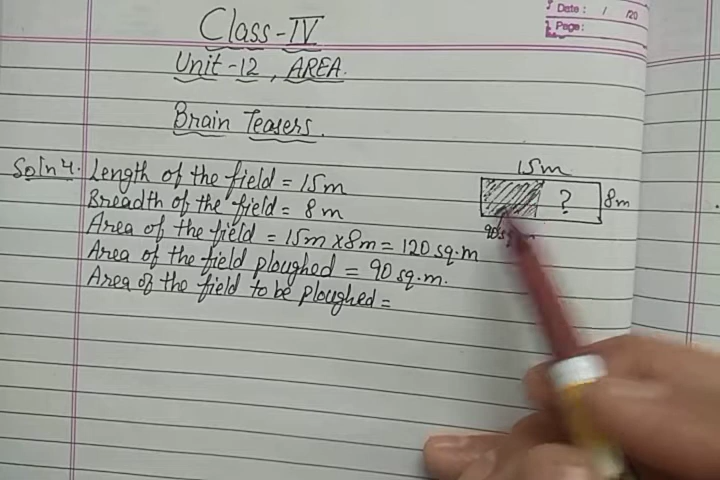 Date: / /20
Page:
Class-IV
Unit-12, AREA.
Brain Teasers.
Soln 4. Length of the field = 15m
Breadth of the field = 8m
Area of the field = 15m x 8m = 120 sq.m
Area of the field ploughed = 90 sq.m.
Area of the field to be ploughed =
15m
?
8m